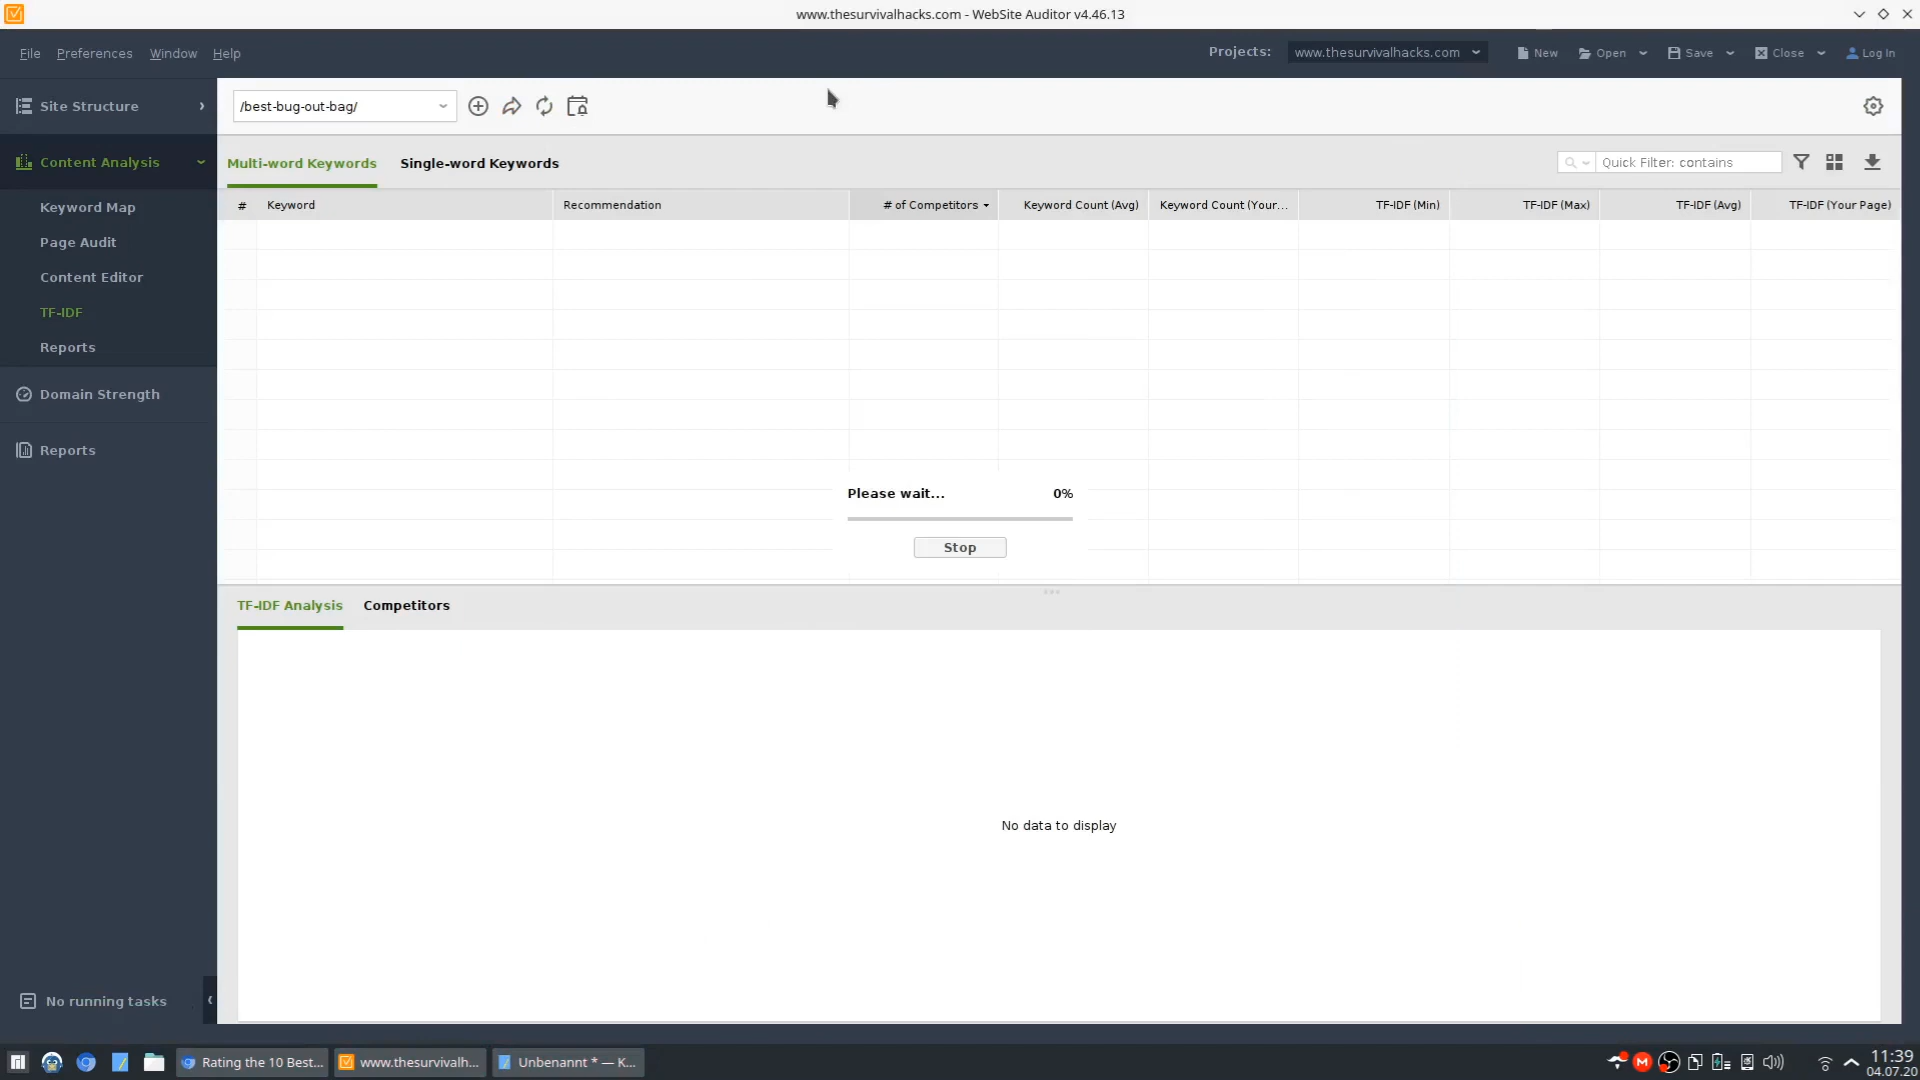 www.thesurvivalhacks.com - WebSite Auditor v4.46.13
File Preferences Window Help
Projects: www.thesurvivalhacks.com New Open Save Close Log In
Site Structure
/best-bug-out-bag/
Content Analysis
Multi-word Keywords Single-word Keywords
Quick Filter: contains
Keyword Map
# Keyword Recommendation # of Competitors Keyword Count (Avg) Keyword Count (Your... TF-IDF (Min) TF-IDF (Max) TF-IDF (Avg) TF-IDF (Your Page)
Page Audit
Content Editor
TF-IDF
Reports
Domain Strength
Reports
Please wait... 0%
Stop
TF-IDF Analysis Competitors
No data to display
No running tasks
Rating the 10 Best... www.thesurvivalh... Unbenannt * — K...
11:39
04.07.20